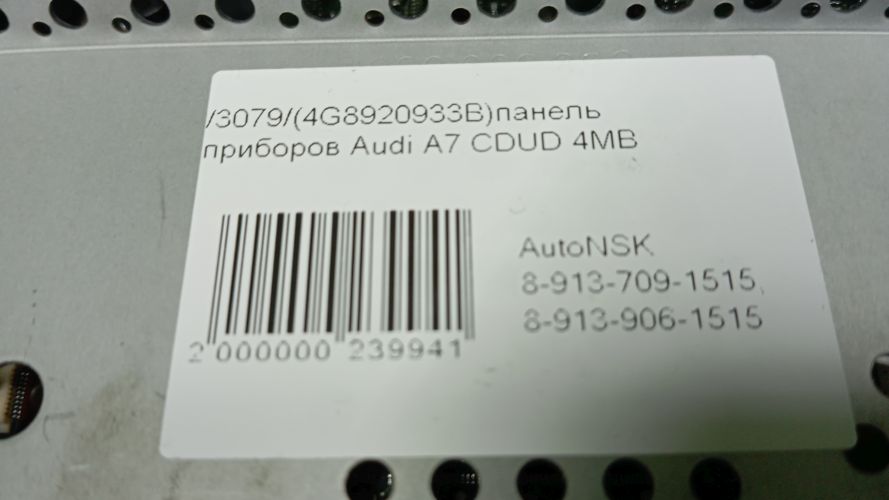 /3079/(4G8920933B)панель
приборов Audi A7 CDUD 4MB
AutoNSK
8-913-709-1515,
8-913-906-1515
2 000000 239941